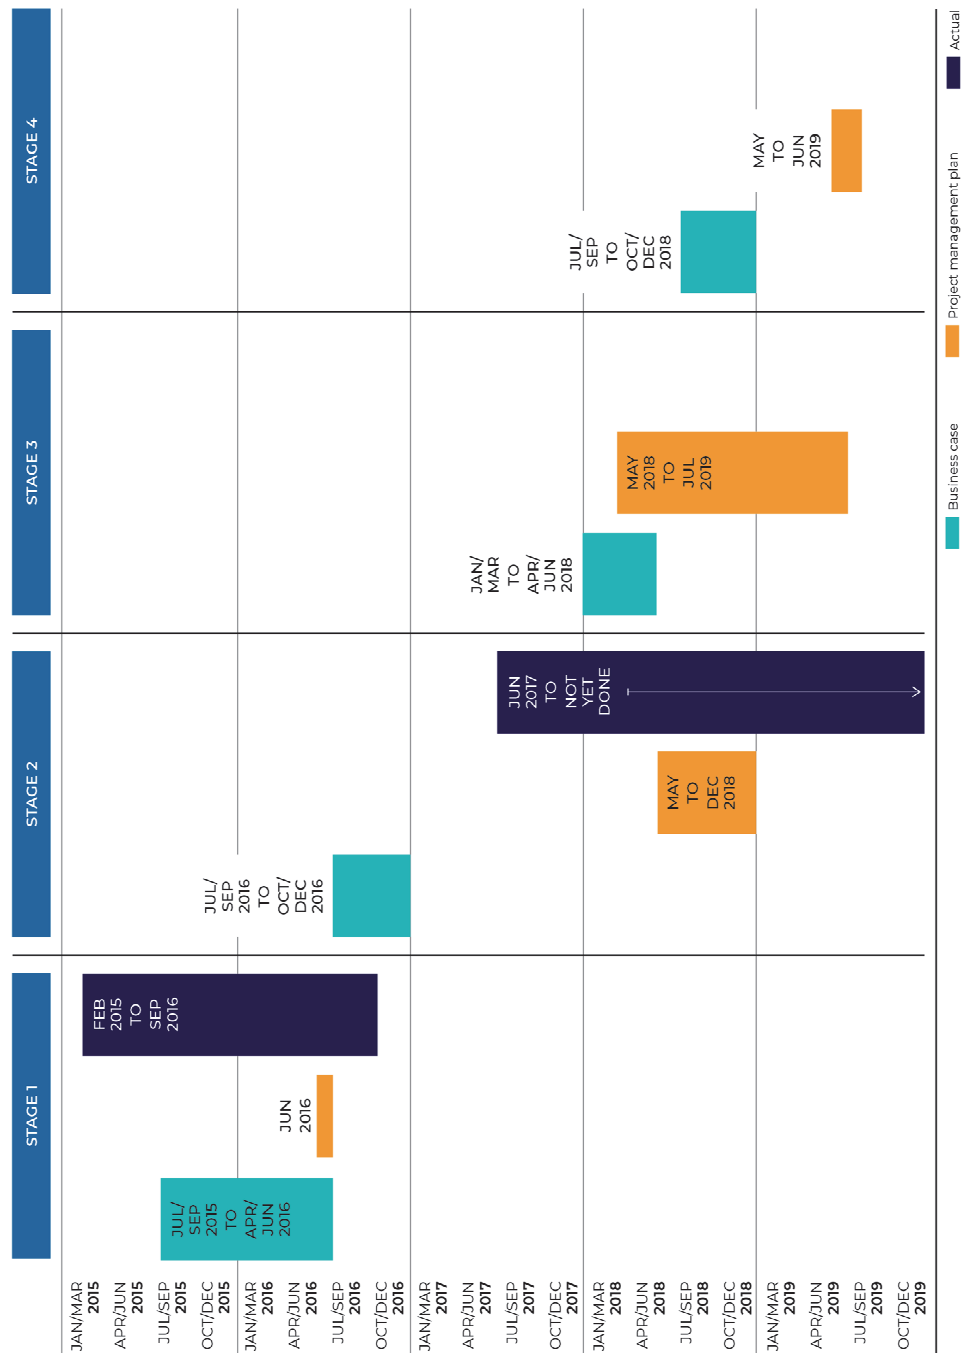 STAGE 1
STAGE 2
STAGE 3
STAGE 4
JUL/
SEP
2015
TO
APR/
JUN
2016
JUN
2016
FEB
2015
TO
SEP
2016
JUL/
SEP
2016
TO
OCT/
DEC
2016
MAY
TO
DEC
2018
JUN
2017
TO
NOT
YET
DONE
JAN/
MAR
TO
APR/
JUN
2018
MAY
2018
TO
JUL
2019
JUL/
SEP
TO
OCT/
DEC
2018
MAY
TO
JUN
2019
JAN/MAR
2015
APR/JUN
2015
JUL/SEP
2015
OCT/DEC
2015
JAN/MAR
2016
APR/JUN
2016
JUL/SEP
2016
OCT/DEC
2016
JAN/MAR
2017
APR/JUN
2017
JUL/SEP
2017
OCT/DEC
2017
JAN/MAR
2018
APR/JUN
2018
JUL/SEP
2018
OCT/DEC
2018
JAN/MAR
2019
APR/JUN
2019
JUL/SEP
2019
OCT/DEC
2019
Business case
Project management plan
Actual